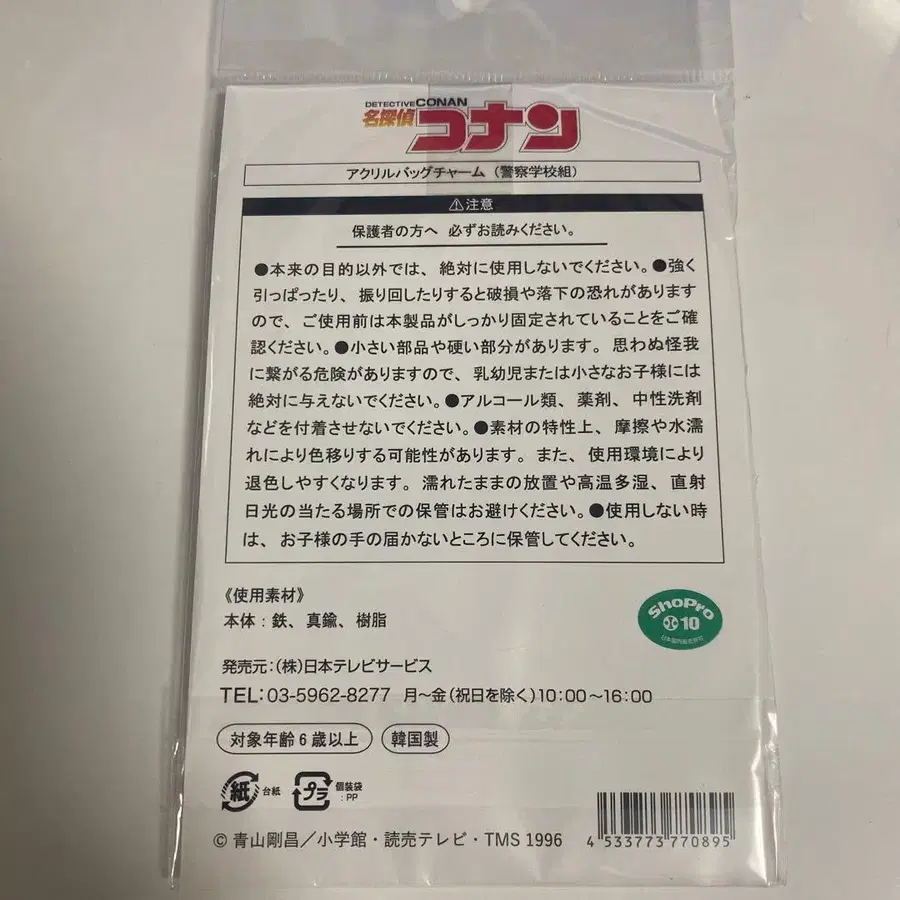 DETECTIVE CONAN
名探偵コナン
アクリルバッグチャーム（警察学校組）
⚠注意
保護者の方へ 必ずお読みください。
●本来の目的以外では、絶対に使用しないでください。●強く
引っぱったり、振り回したりすると破損や落下の恐れがあります
ので、ご使用前は本製品がしっかり固定されていることをご確
認ください。●小さい部品や硬い部分があります。思わぬ怪我
に繋がる危険がありますので、乳幼児または小さなお子様には
絶対に与えないでください。●アルコール類、薬剤、中性洗剤
などを付着させないでください。●素材の特性上、摩擦や水濡
れにより色移りする可能性があります。また、使用環境により
退色しやすくなります。濡れたままの放置や高温多湿、直射
日光の当たる場所での保管はお避けください。●使用しない時
は、お子様の手の届かないところに保管してください。
《使用素材》
本体：鉄、真鍮、樹脂
ShoPro
10
発売元：（株）日本テレビサービス
TEL：03-5962-8277 月～金（祝日を除く）10：00～16：00
対象年齢6歳以上 韓国製
紙 台紙 プラ 個装袋
：PP
© 青山剛昌／小学館・読売テレビ・TMS 1996
4 533773 770895